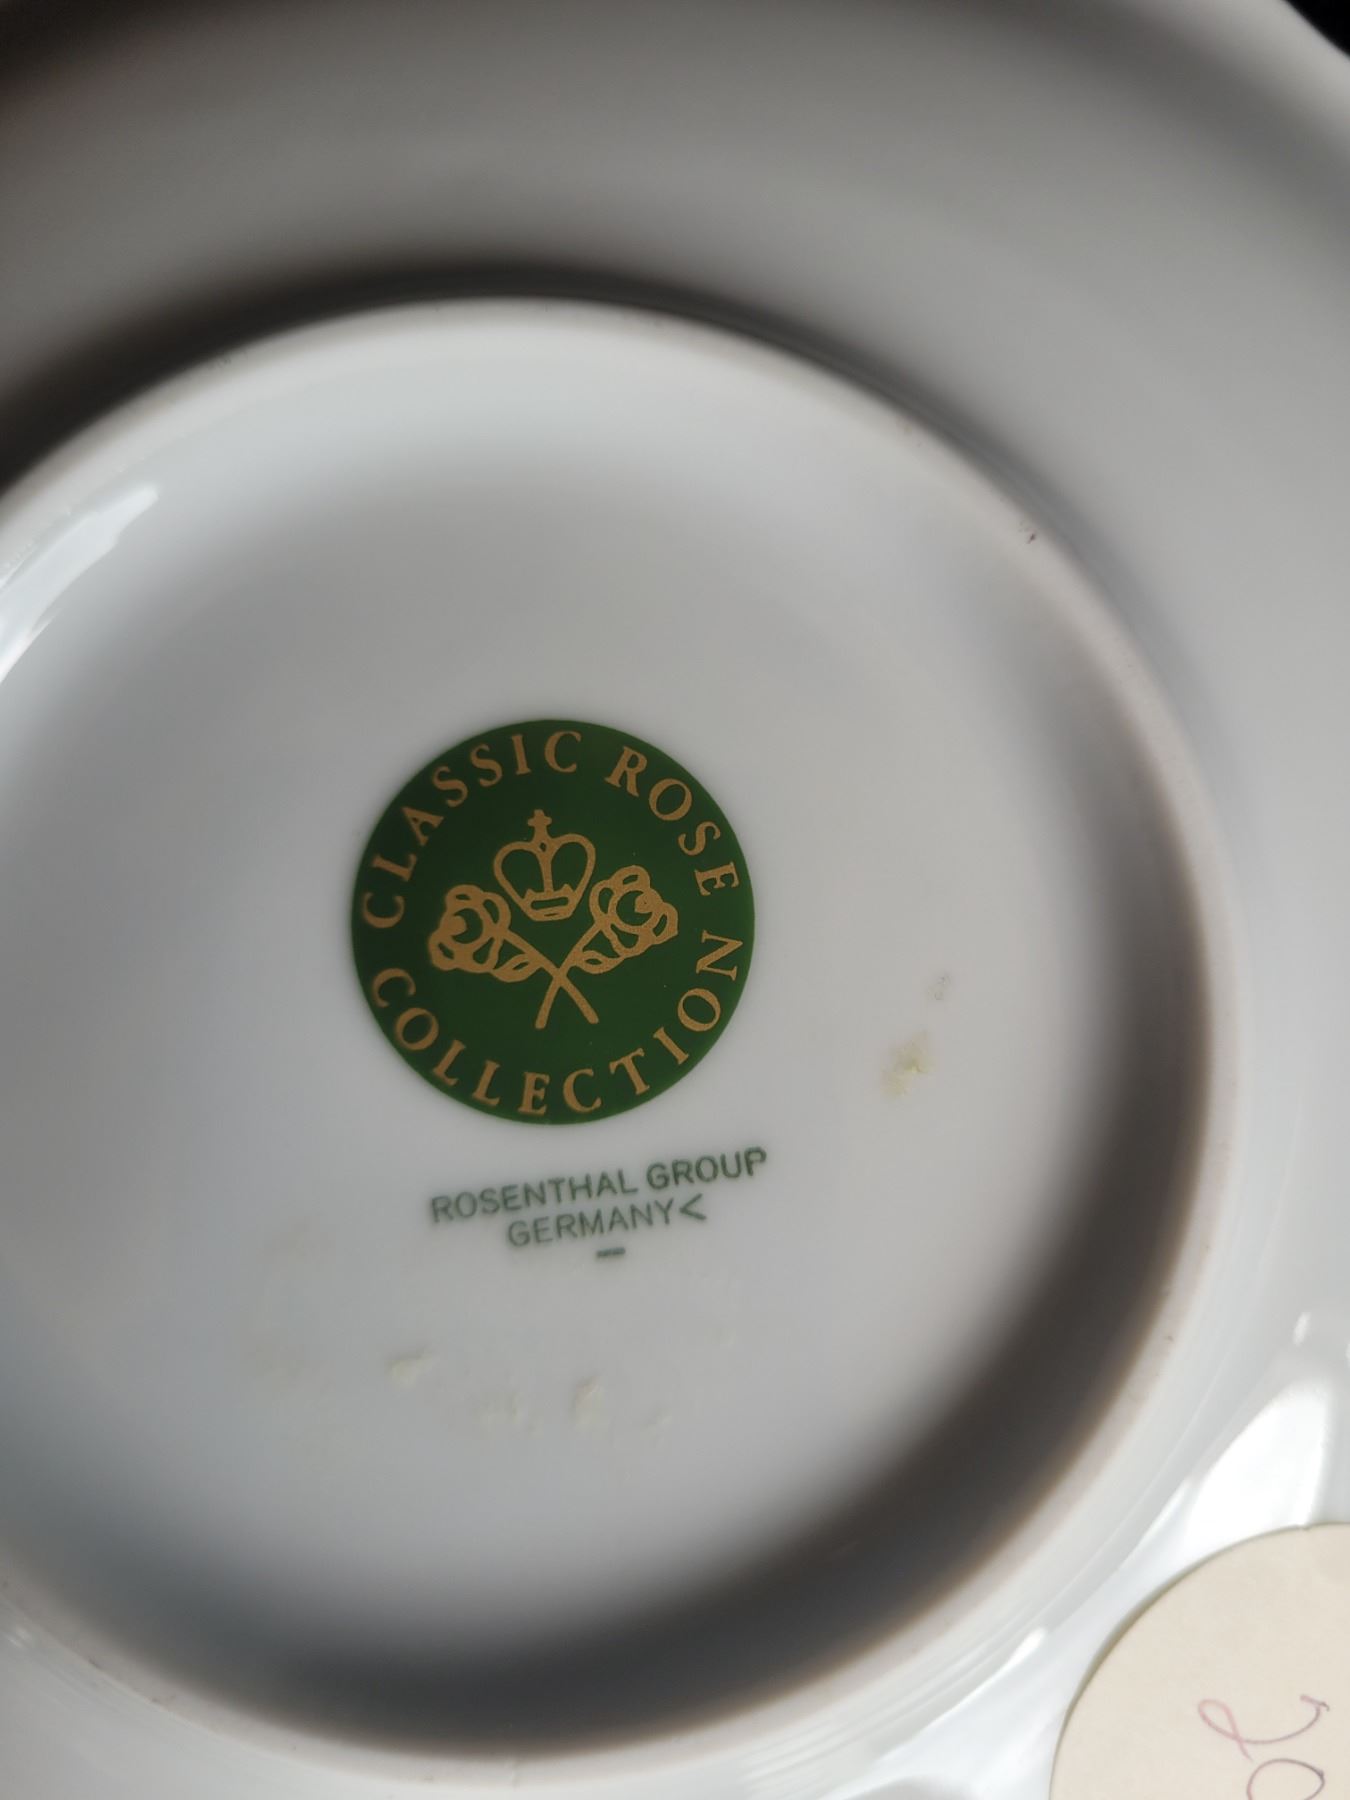 CLASSIC ROSE
COLLECTION
ROSENTHAL GROUP
GERMANY<